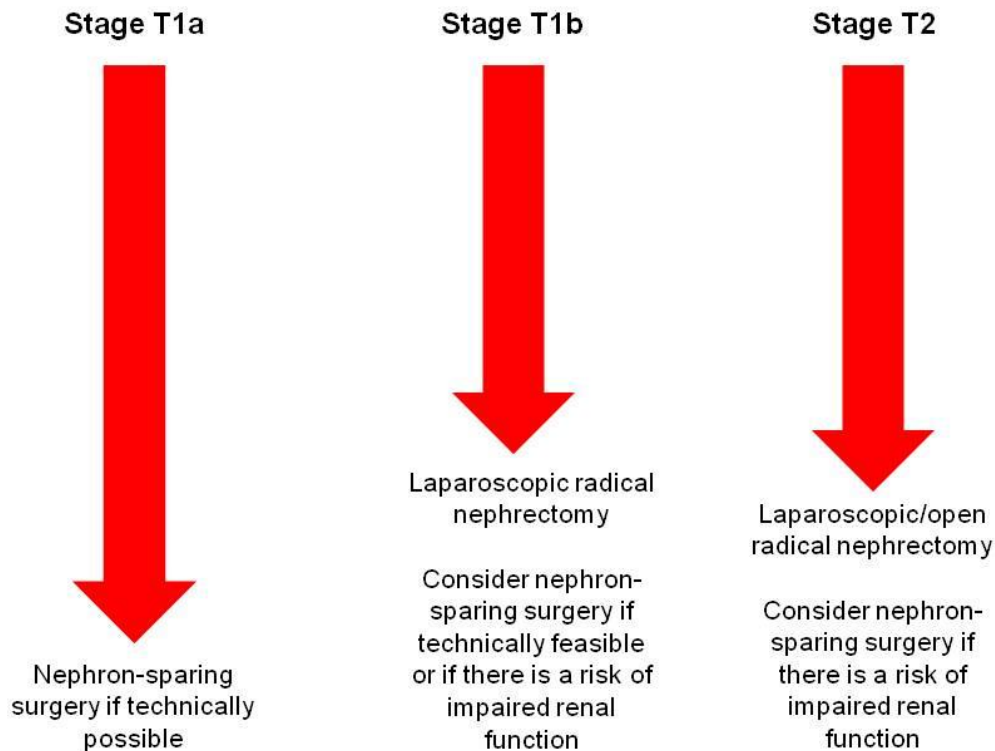 Stage T1a
Stage T1b
Stage T2
Nephron-sparing
surgery if technically
possible
Laparoscopic radical
nephrectomy
Consider nephron-
sparing surgery if
technically feasible
or if there is a risk of
impaired renal
function
Laparoscopic/open
radical nephrectomy
Consider nephron-
sparing surgery if
there is a risk of
impaired renal
function